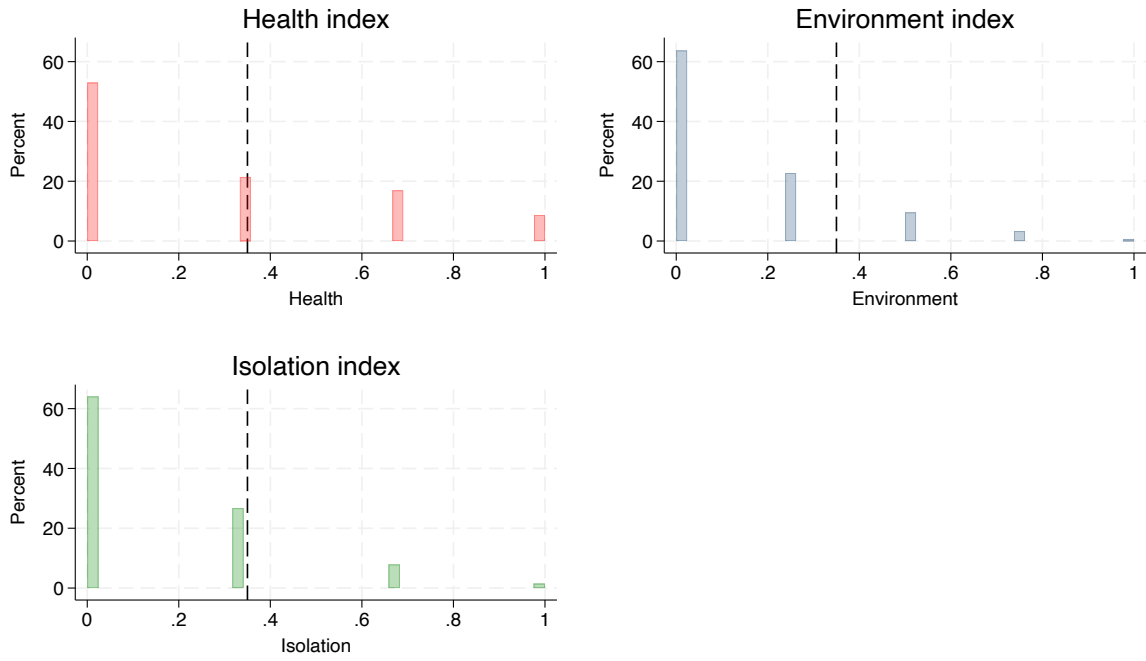 Health index
Percent
60
40
20
0
0 .2 .4 .6 .8 1
Health
Environment index
Percent
60
40
20
0
0 .2 .4 .6 .8 1
Environment
Isolation index
Percent
60
40
20
0
0 .2 .4 .6 .8 1
Isolation